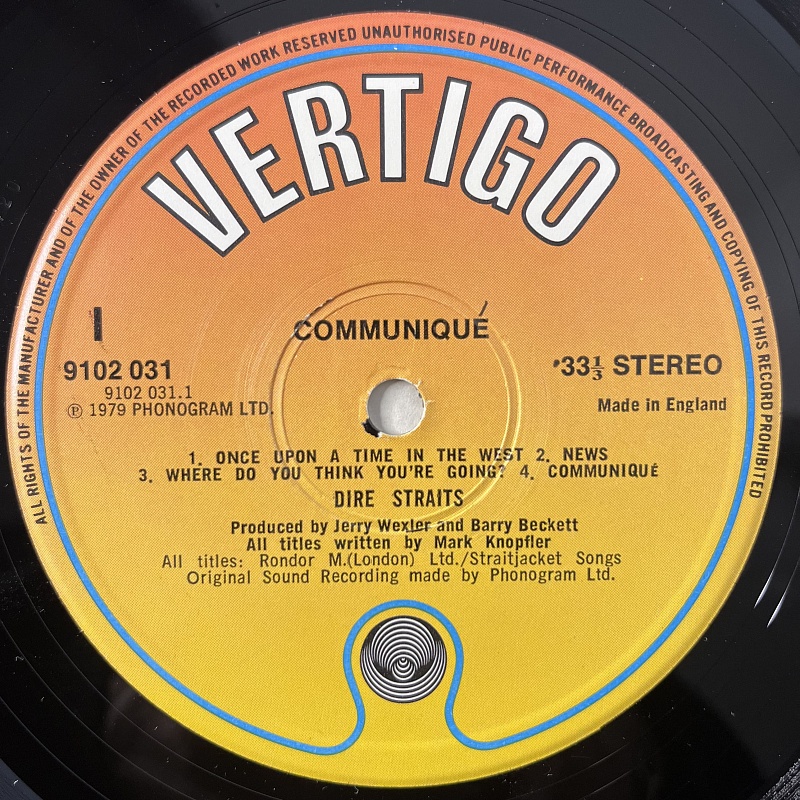 ALL RIGHTS OF THE MANUFACTURER AND OF THE OWNER OF THE RECORDED WORK RESERVED UNAUTHORISED PUBLIC PERFORMANCE BROADCASTING AND COPYING OF THIS RECORD PROHIBITED
VERTIGO
COMMUNIQUÉ
I
9102 031
9102 031.1
℗ 1979 PHONOGRAM LTD.
33⅓ STEREO
Made in England
1. ONCE UPON A TIME IN THE WEST 2. NEWS
3. WHERE DO YOU THINK YOU'RE GOING? 4. COMMUNIQUÉ
DIRE STRAITS
Produced by Jerry Wexler and Barry Beckett
All titles written by Mark Knopfler
All titles: Rondor M.(London) Ltd./Straitjacket Songs
Original Sound Recording made by Phonogram Ltd.